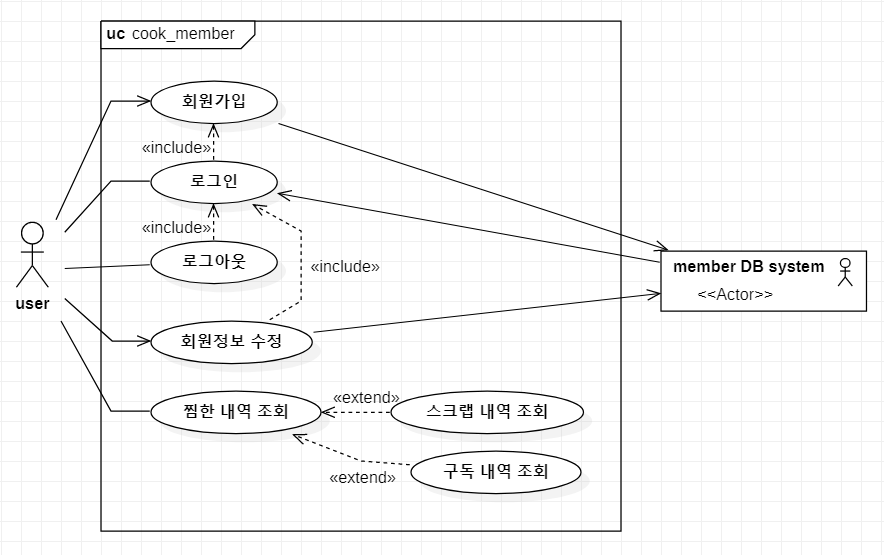 uc cook_member
회원가입
«include»
로그인
«include»
로그아웃
«include»
user
member DB system
<<Actor>>
회원정보 수정
찜한 내역 조회
«extend»
스크랩 내역 조회
구독 내역 조회
«extend»